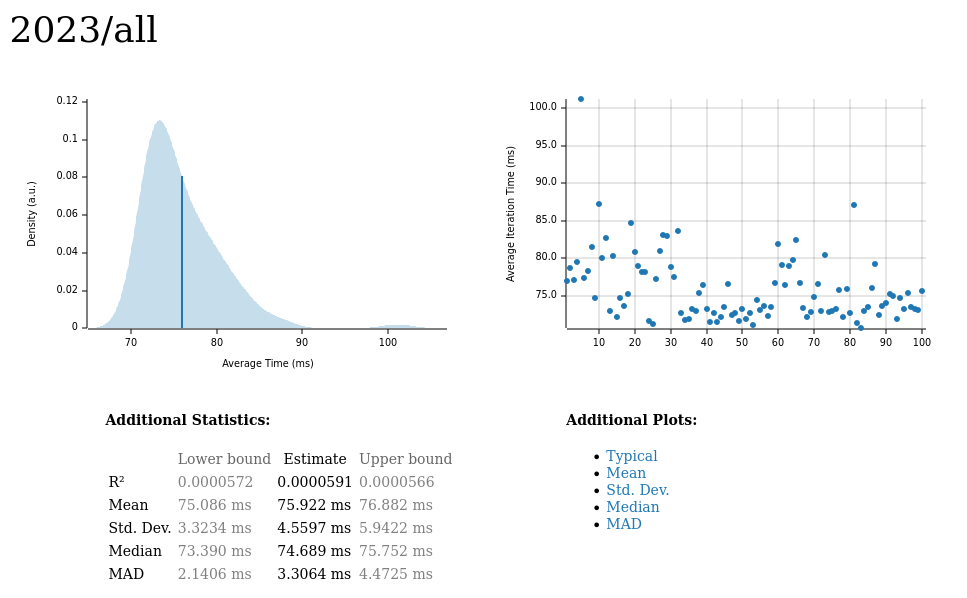 2023/all
0.12
0.1
0.08
0.06
0.04
0.02
0
Density (a.u.)
70
80
90
100
Average Time (ms)
100.0
95.0
90.0
85.0
80.0
75.0
Average Iteration Time (ms)
10
20
30
40
50
60
70
80
90
100
Additional Statistics:
Lower bound Estimate Upper bound
R² 0.0000572 0.0000591 0.0000566
Mean 75.086 ms 75.922 ms 76.882 ms
Std. Dev. 3.3234 ms 4.5597 ms 5.9422 ms
Median 73.390 ms 74.689 ms 75.752 ms
MAD 2.1406 ms 3.3064 ms 4.4725 ms
Additional Plots:
Typical
Mean
Std. Dev.
Median
MAD